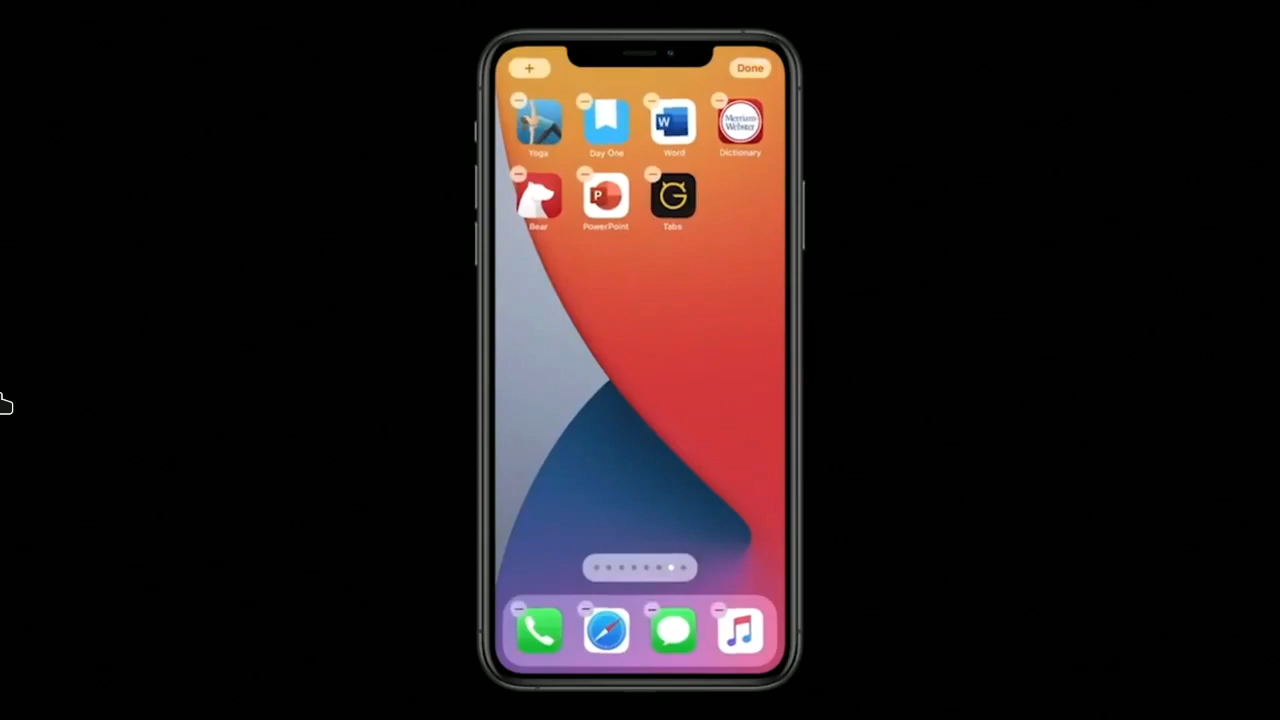 + Done
Yoga Day One Word Dictionary
W
Merriam-
Webster
Bear PowerPoint Tabs
P G